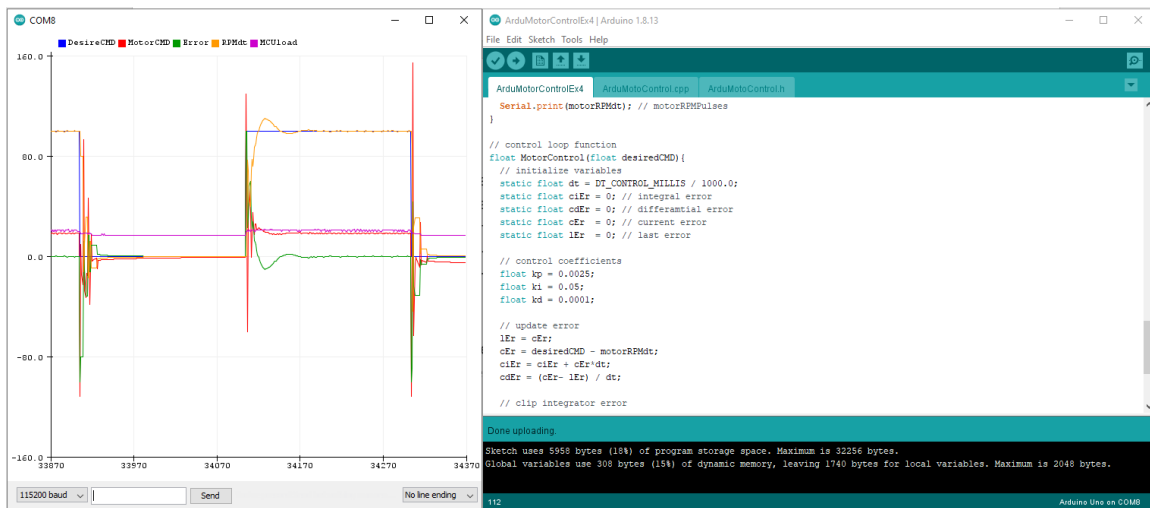 COM8
DesireCMD MotorCMD Error RPMdt MCUload
160.0
80.0
0.0
-80.0
-160.0
33870 33970 34070 34170 34270 34370
115200 baud Send No line ending
ArduMotorControlEx4 | Arduino 1.8.13
File Edit Sketch Tools Help
ArduMotorControlEx4 ArduMotoControl.cpp ArduMotoControl.h
Serial.print(motorRPMdt); // motorRPMPulses
}
// control loop function
float MotorControl(float desiredCMD){
// initialize variables
static float dt = DT_CONTROL_MILLIS / 1000.0;
static float ciEr = 0; // integral error
static float cdEr = 0; // differamtial error
static float cEr = 0; // current error
static float lEr = 0; // last error
// control coefficients
float kp = 0.0025;
float ki = 0.05;
float kd = 0.0001;
// update error
lEr = cEr;
cEr = desiredCMD - motorRPMdt;
ciEr = ciEr + cEr*dt;
cdEr = (cEr- lEr) / dt;
// clip integrator error
Done uploading.
Sketch uses 5958 bytes (18%) of program storage space. Maximum is 32256 bytes.
Global variables use 308 bytes (15%) of dynamic memory, leaving 1740 bytes for local variables. Maximum is 2048 bytes.
112 Arduino Uno on COM8